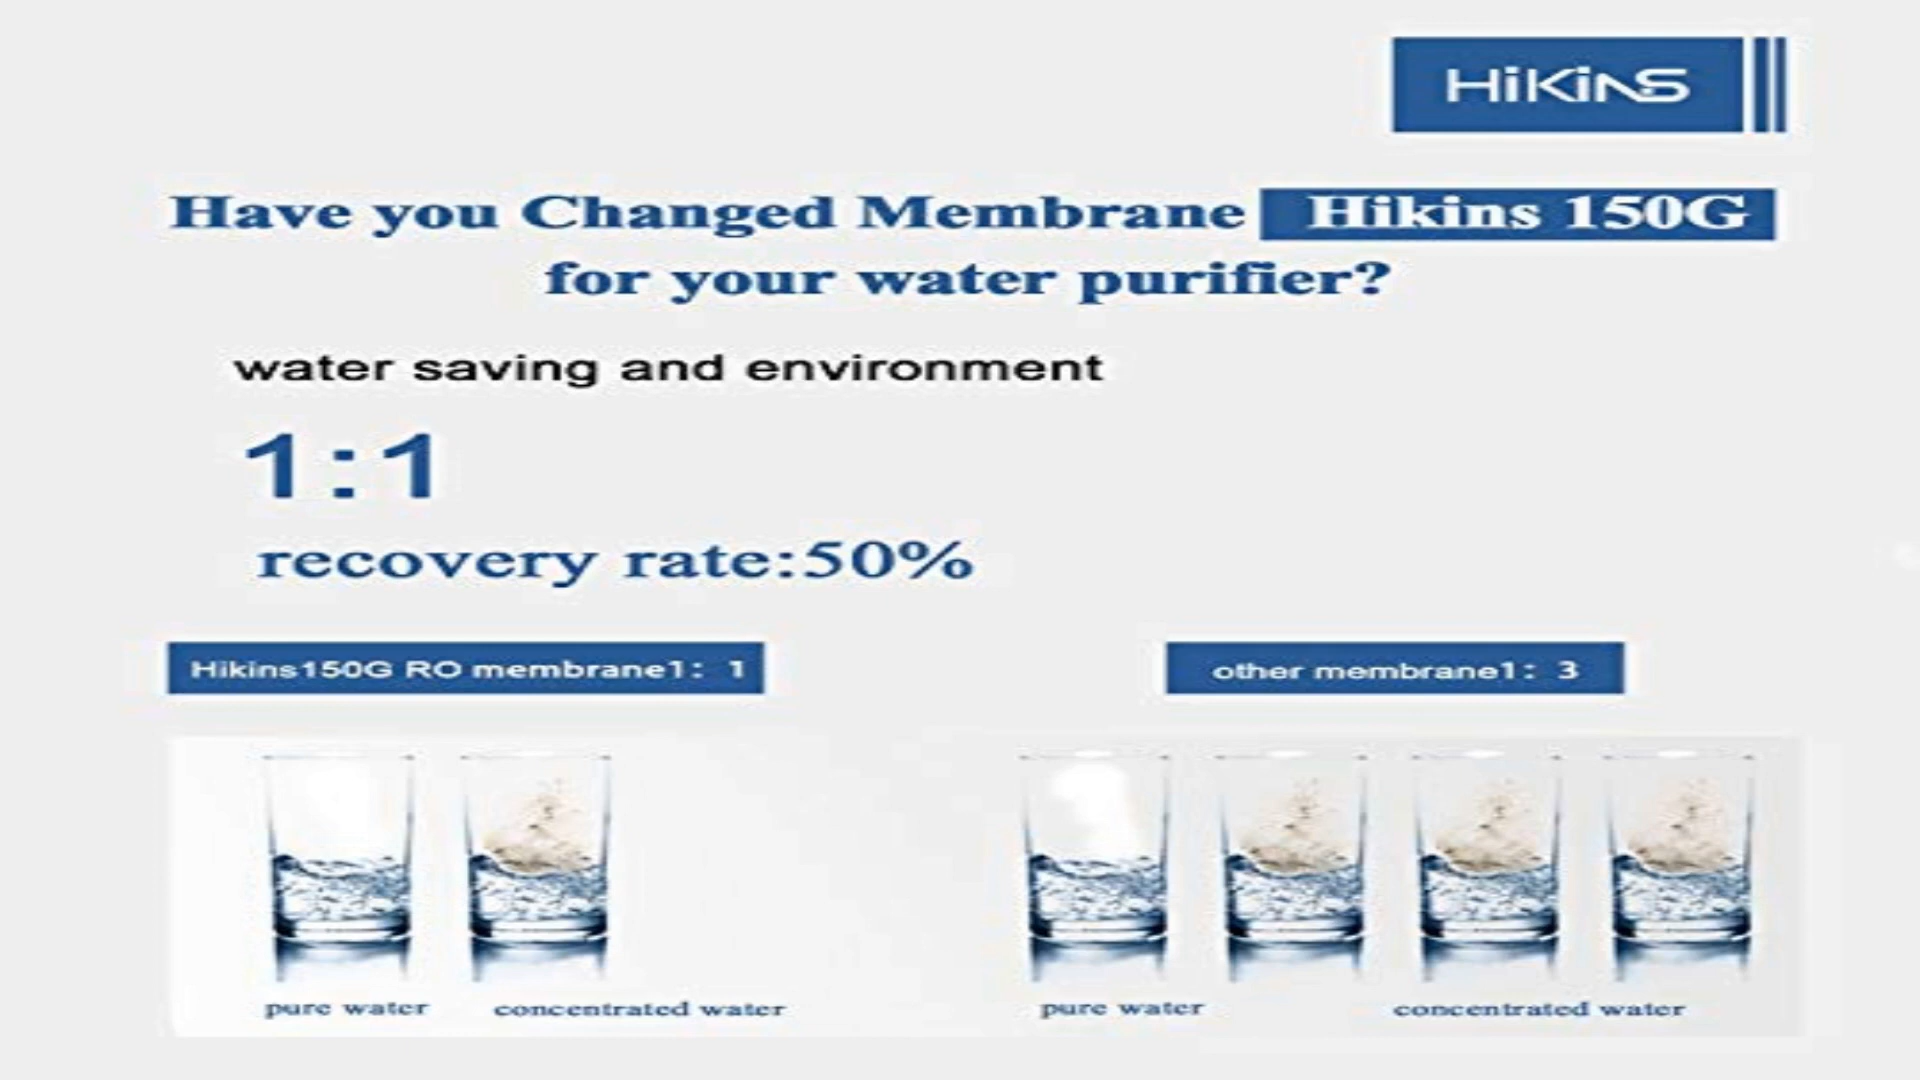 HiKiNS
Have you Changed Membrane Hikins 150G
for your water purifier?
water saving and environment
1:1
recovery rate:50%
Hikins150G RO membrane1: 1
other membrane1: 3
pure water
concentrated water
pure water
concentrated water